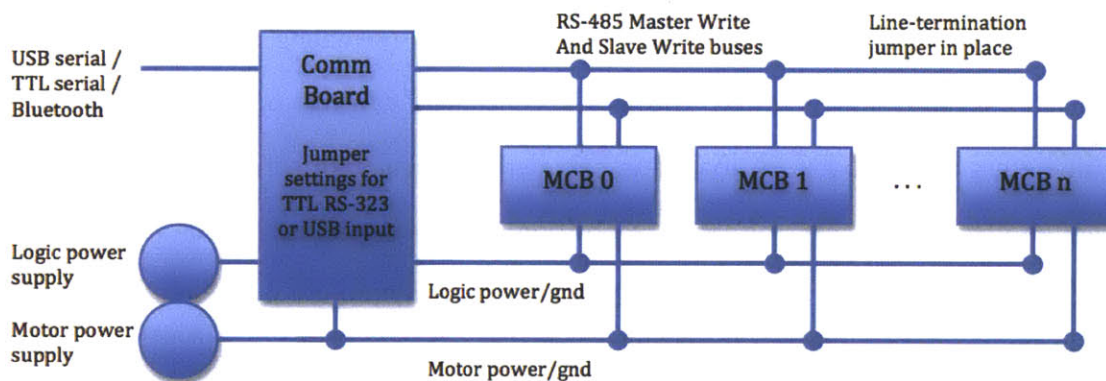 USB serial /
TTL serial /
Bluetooth
Comm
Board
Jumper
settings for
TTL RS-323
or USB input
RS-485 Master Write
And Slave Write buses
Line-termination
jumper in place
MCB 0
MCB 1
...
MCB n
Logic power
supply
Logic power/gnd
Motor power
supply
Motor power/gnd